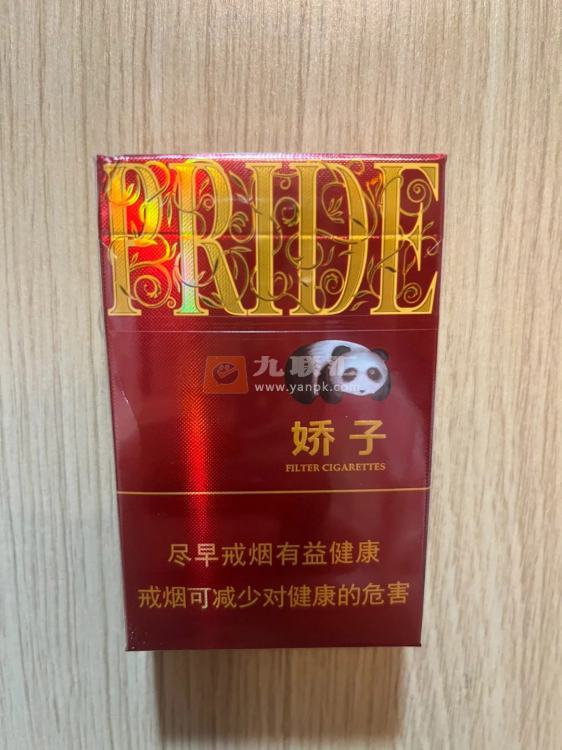 PRIDE
九联汇
www.yanpk.com
娇子
FILTER CIGARETTES
尽早戒烟有益健康
戒烟可减少对健康的危害